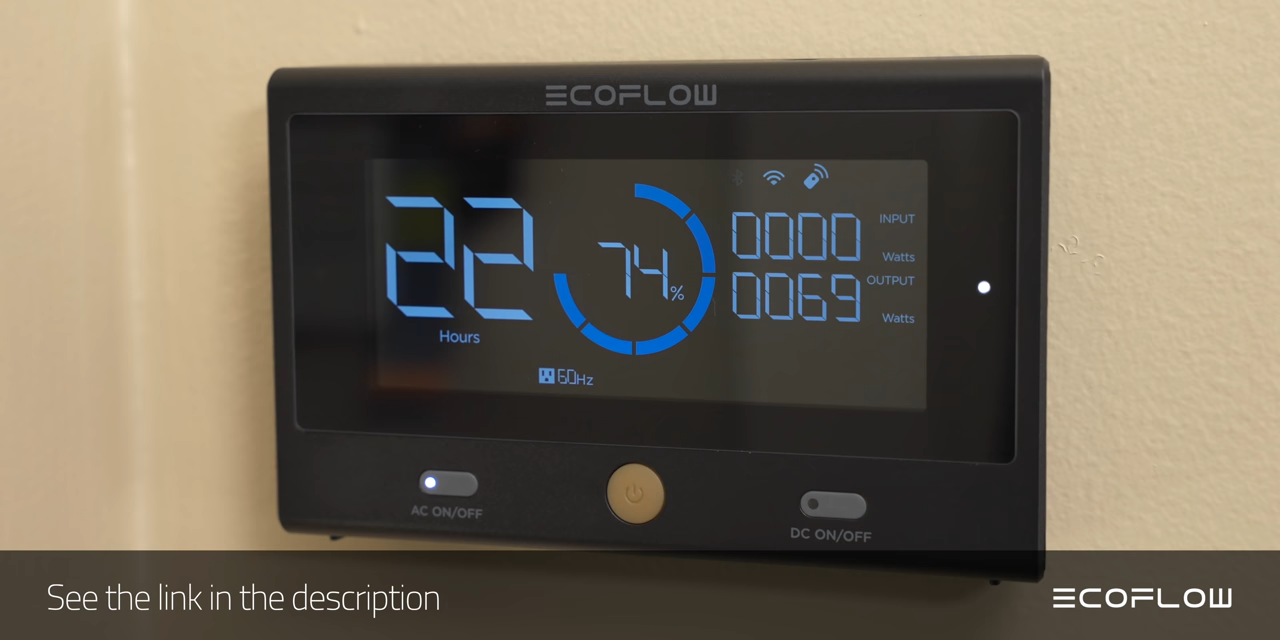 ECOFLOW
22
Hours
74%
0000
INPUT
Watts
0069
OUTPUT
Watts
60Hz
AC ON/OFF
DC ON/OFF
See the link in the description
ECOFLOW